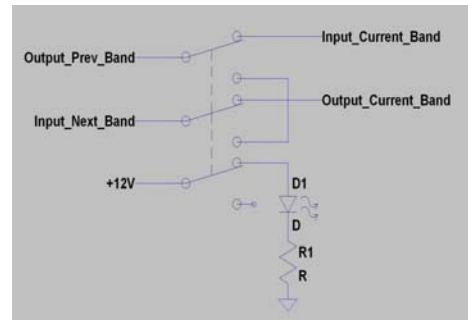 Input_Current_Band
Output_Prev_Band
Output_Current_Band
Input_Next_Band
+12V
D1
D
R1
R